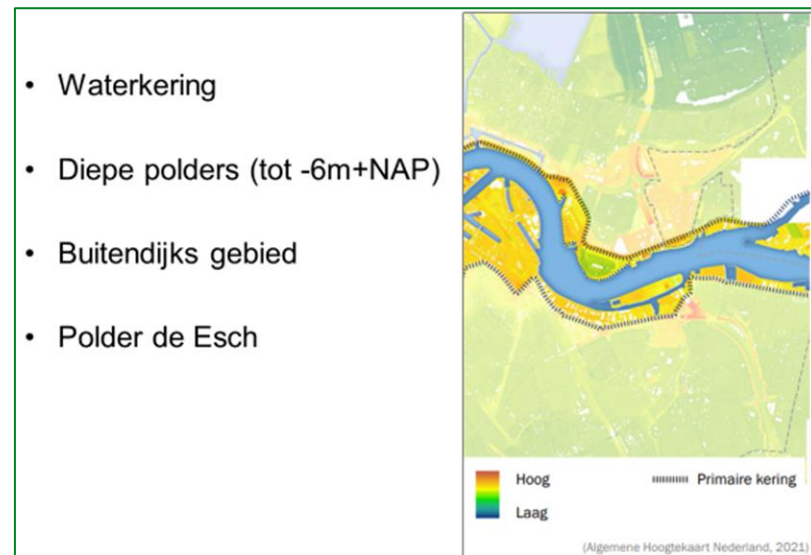 • Waterkering
• Diepe polders (tot -6m+NAP)
• Buitendijks gebied
• Polder de Esch
Hoog
Laag
Primaire kering
(Algemene Hoogtekaart Nederland, 2021)